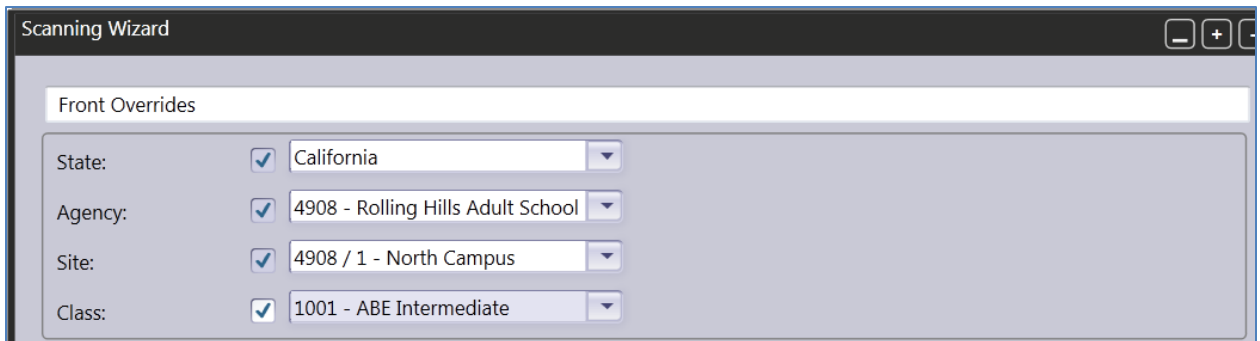 Scanning Wizard
Front Overrides
State: California
Agency: 4908 - Rolling Hills Adult School
Site: 4908 / 1 - North Campus
Class: 1001 - ABE Intermediate